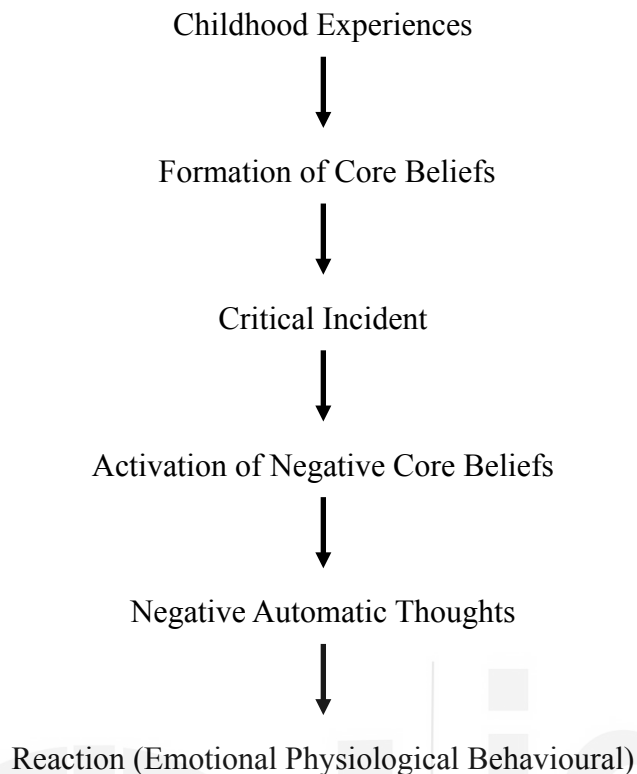 Childhood Experiences
Formation of Core Beliefs
Critical Incident
Activation of Negative Core Beliefs
Negative Automatic Thoughts
Reaction (Emotional Physiological Behavioural)